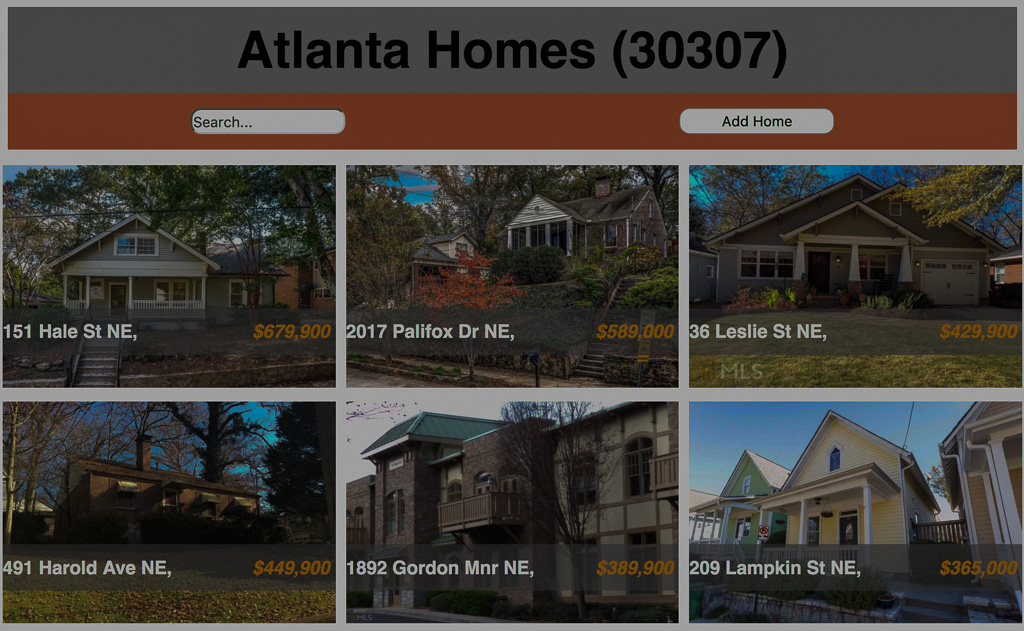 Atlanta Homes (30307)
Search...
Add Home
151 Hale St NE,
$679,900
2017 Palifox Dr NE,
$589,000
36 Leslie St NE,
$429,900
MLS
491 Harold Ave NE,
$449,900
1892 Gordon Mnr NE,
$389,900
MLS
209 Lampkin St NE,
$365,000